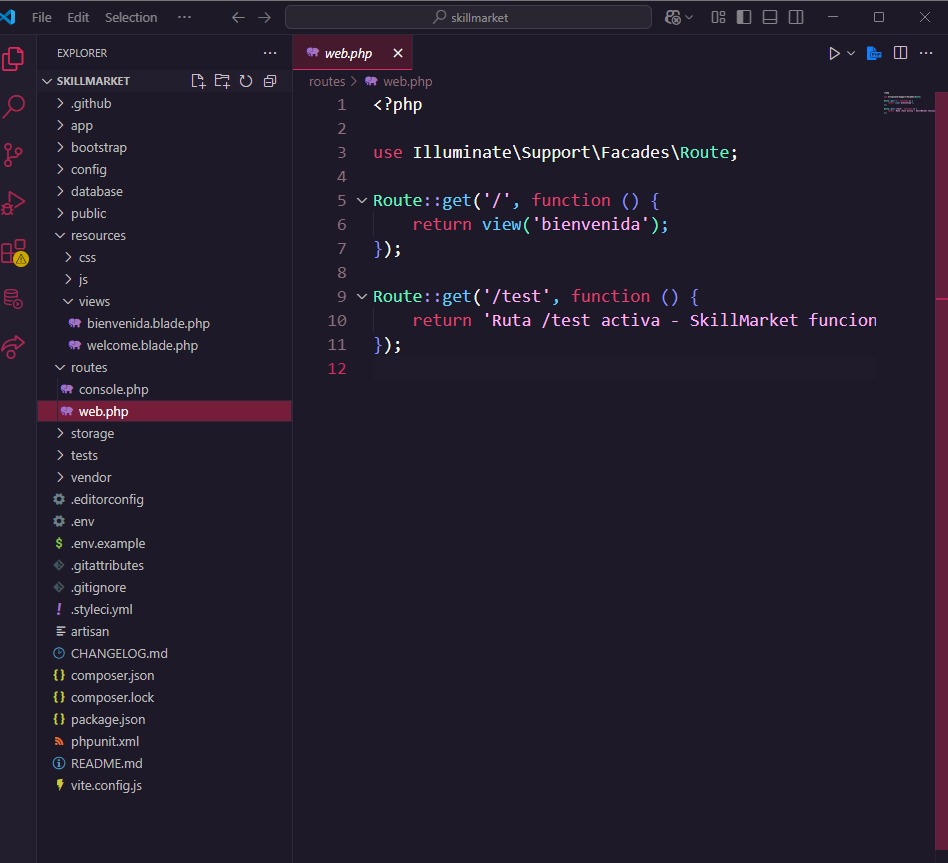 File Edit Selection ··· skillmarket
EXPLORER ···
SKILLMARKET
.github
app
bootstrap
config
database
public
resources
css
js
views
bienvenida.blade.php
welcome.blade.php
routes
console.php
web.php
storage
tests
vendor
.editorconfig
.env
$ .env.example
.gitattributes
.gitignore
! .styleci.yml
artisan
CHANGELOG.md
{} composer.json
{} composer.lock
{} package.json
phpunit.xml
README.md
vite.config.js
web.php
routes > web.php
1 <?php
2
3 use Illuminate\Support\Facades\Route;
4
5 Route::get('/', function () {
6 return view('bienvenida');
7 });
8
9 Route::get('/test', function () {
10 return 'Ruta /test activa - SkillMarket funcion
11 });
12